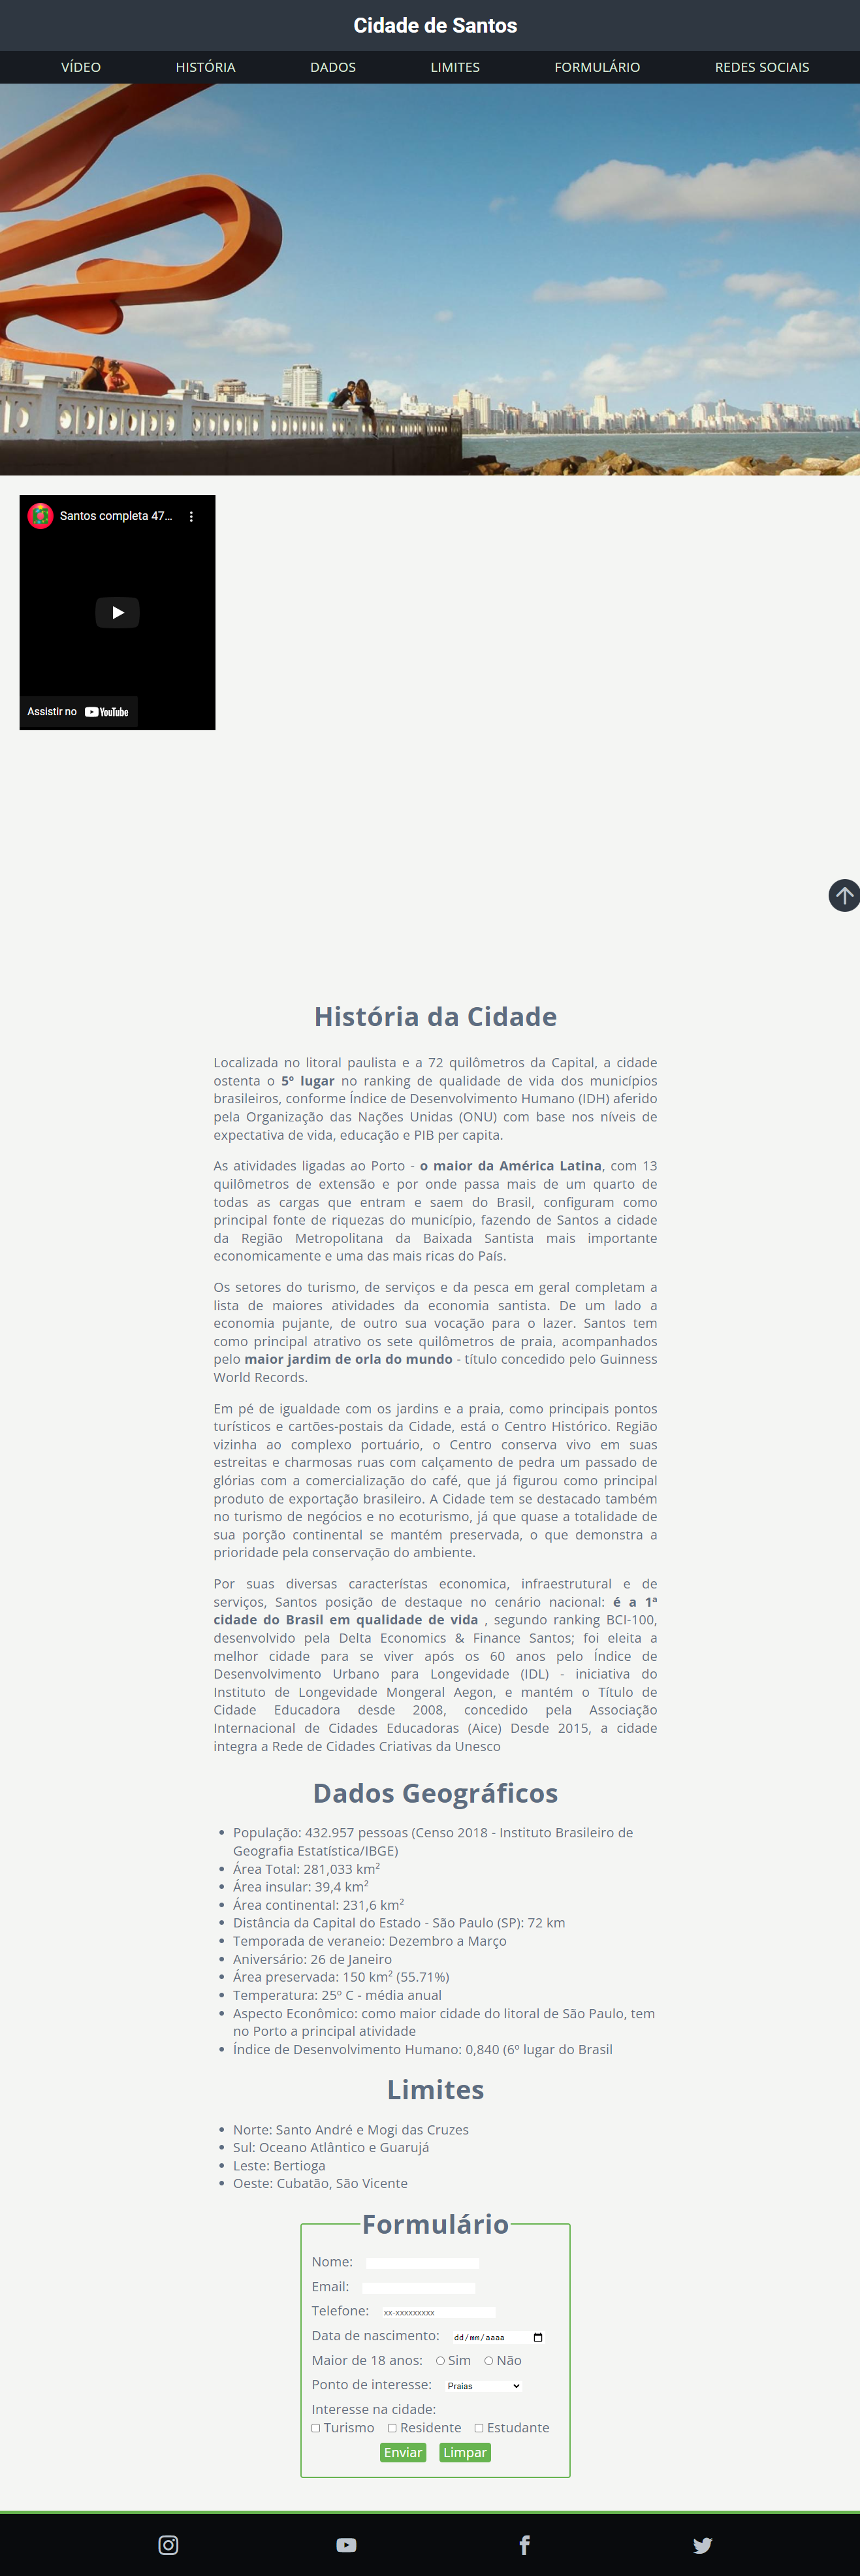 Cidade de Santos
VÍDEO HISTÓRIA DADOS LIMITES FORMULÁRIO REDES SOCIAIS
Santos completa 47...
Assistir no YouTube
História da Cidade
Localizada no litoral paulista e a 72 quilômetros da Capital, a cidade
ostenta o 5º lugar no ranking de qualidade de vida dos municípios
brasileiros, conforme Índice de Desenvolvimento Humano (IDH) aferido
pela Organização das Nações Unidas (ONU) com base nos níveis de
expectativa de vida, educação e PIB per capita.
As atividades ligadas ao Porto - o maior da América Latina, com 13
quilômetros de extensão e por onde passa mais de um quarto de
todas as cargas que entram e saem do Brasil, configuram como
principal fonte de riquezas do município, fazendo de Santos a cidade
da Região Metropolitana da Baixada Santista mais importante
economicamente e uma das mais ricas do País.
Os setores do turismo, de serviços e da pesca em geral completam a
lista de maiores atividades da economia santista. De um lado a
economia pujante, de outro sua vocação para o lazer. Santos tem
como principal atrativo os sete quilômetros de praia, acompanhados
pelo maior jardim de orla do mundo - título concedido pelo Guinness
World Records.
Em pé de igualdade com os jardins e a praia, como principais pontos
turísticos e cartões-postais da Cidade, está o Centro Histórico. Região
vizinha ao complexo portuário, o Centro conserva vivo em suas
estreitas e charmosas ruas com calçamento de pedra um passado de
glórias com a comercialização do café, que já figurou como principal
produto de exportação brasileiro. A Cidade tem se destacado também
no turismo de negócios e no ecoturismo, já que quase a totalidade de
sua porção continental se mantém preservada, o que demonstra a
prioridade pela conservação do ambiente.
Por suas diversas característas economica, infraestrutural e de
serviços, Santos posição de destaque no cenário nacional: é a 1ª
cidade do Brasil em qualidade de vida , segundo ranking BCI-100,
desenvolvido pela Delta Economics & Finance Santos; foi eleita a
melhor cidade para se viver após os 60 anos pelo Índice de
Desenvolvimento Urbano para Longevidade (IDL) - iniciativa do
Instituto de Longevidade Mongeral Aegon, e mantém o Título de
Cidade Educadora desde 2008, concedido pela Associação
Internacional de Cidades Educadoras (Aice) Desde 2015, a cidade
integra a Rede de Cidades Criativas da Unesco
Dados Geográficos
• População: 432.957 pessoas (Censo 2018 - Instituto Brasileiro de
Geografia Estatística/IBGE)
• Área Total: 281,033 km²
• Área insular: 39,4 km²
• Área continental: 231,6 km²
• Distância da Capital do Estado - São Paulo (SP): 72 km
• Temporada de veraneio: Dezembro a Março
• Aniversário: 26 de Janeiro
• Área preservada: 150 km² (55.71%)
• Temperatura: 25º C - média anual
• Aspecto Econômico: como maior cidade do litoral de São Paulo, tem
no Porto a principal atividade
• Índice de Desenvolvimento Humano: 0,840 (6º lugar do Brasil
Limites
• Norte: Santo André e Mogi das Cruzes
• Sul: Oceano Atlântico e Guarujá
• Leste: Bertioga
• Oeste: Cubatão, São Vicente
Formulário
Nome:
Email:
Telefone: xx-xxxxxxxxx
Data de nascimento: dd/mm/aaaa
Maior de 18 anos: Sim Não
Ponto de interesse: Praias
Interesse na cidade:
Turismo Residente Estudante
Enviar Limpar